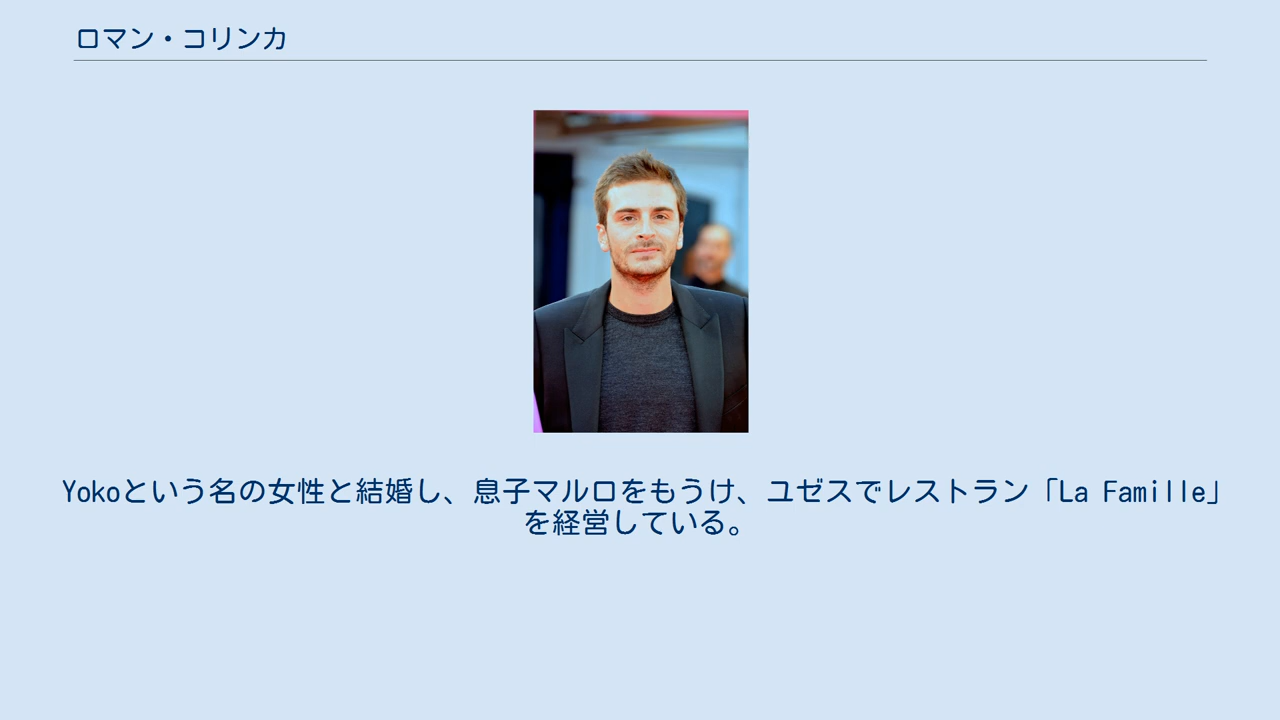 ロマン・コリンカ
Yokoという名の女性と結婚し、息子マルロをもうけ、ユゼスでレストラン「La Famille」
を経営している。